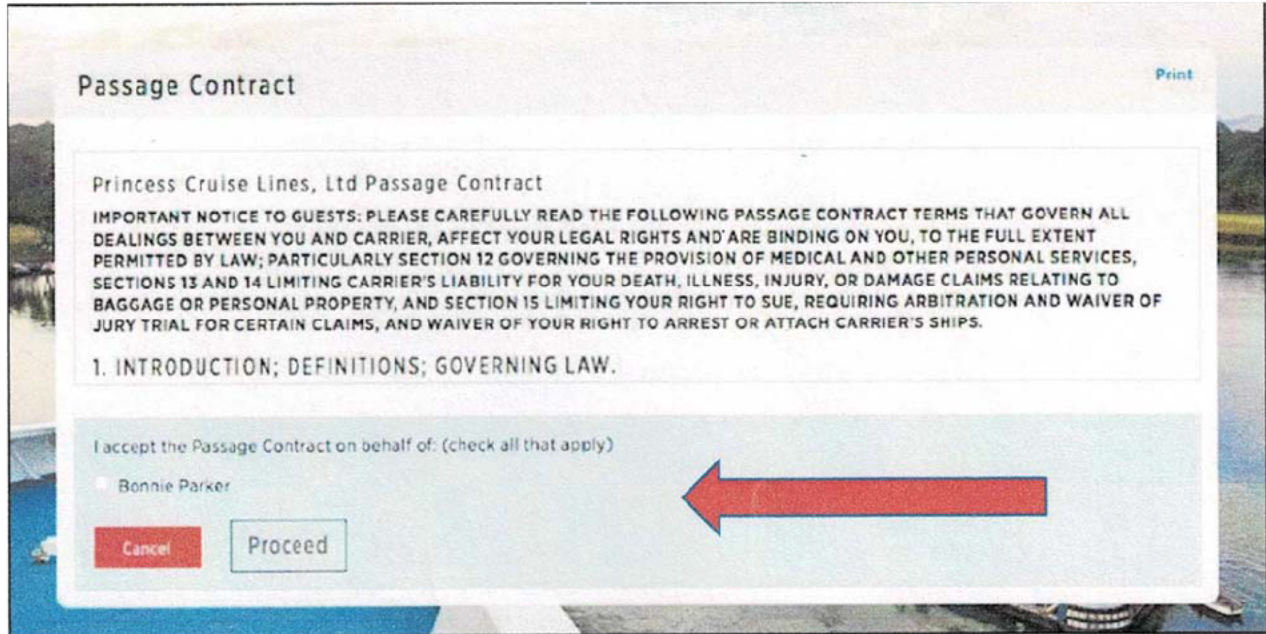 Passage Contract
Print
Princess Cruise Lines, Ltd Passage Contract
IMPORTANT NOTICE TO GUESTS: PLEASE CAREFULLY READ THE FOLLOWING PASSAGE CONTRACT TERMS THAT GOVERN ALL
DEALINGS BETWEEN YOU AND CARRIER, AFFECT YOUR LEGAL RIGHTS AND ARE BINDING ON YOU, TO THE FULL EXTENT
PERMITTED BY LAW; PARTICULARLY SECTION 12 GOVERNING THE PROVISION OF MEDICAL AND OTHER PERSONAL SERVICES,
SECTIONS 13 AND 14 LIMITING CARRIER'S LIABILITY FOR YOUR DEATH, ILLNESS, INJURY, OR DAMAGE CLAIMS RELATING TO
BAGGAGE OR PERSONAL PROPERTY, AND SECTION 15 LIMITING YOUR RIGHT TO SUE, REQUIRING ARBITRATION AND WAIVER OF
JURY TRIAL FOR CERTAIN CLAIMS, AND WAIVER OF YOUR RIGHT TO ARREST OR ATTACH CARRIER'S SHIPS.
1. INTRODUCTION; DEFINITIONS; GOVERNING LAW.
I accept the Passage Contract on behalf of: (check all that apply)
Bonnie Parker
Cancel
Proceed